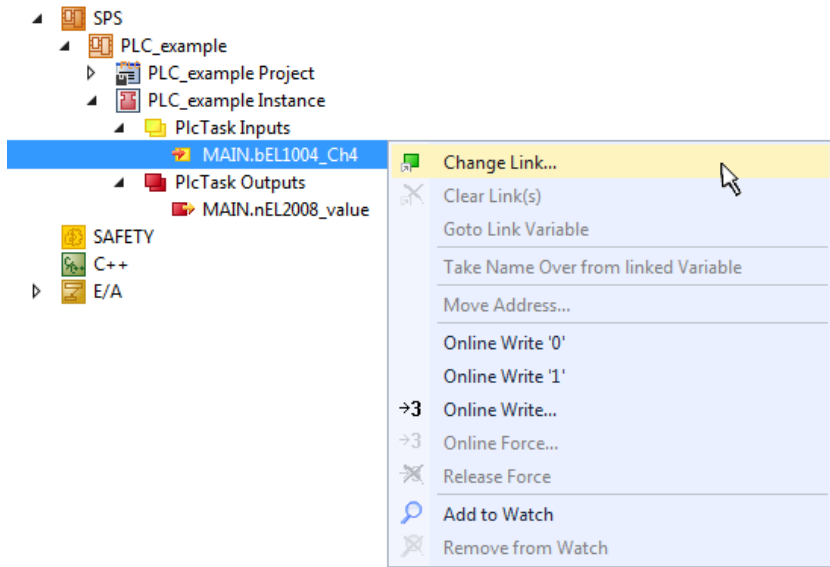 SPS
PLC_example
PLC_example Project
PLC_example Instance
PlcTask Inputs
MAIN.bEL1004_Ch4
PlcTask Outputs
MAIN.nEL2008_value
SAFETY
C++
E/A
Change Link...
Clear Link(s)
Goto Link Variable
Take Name Over from linked Variable
Move Address...
Online Write '0'
Online Write '1'
→3 Online Write...
→3 Online Force...
Release Force
Add to Watch
Remove from Watch